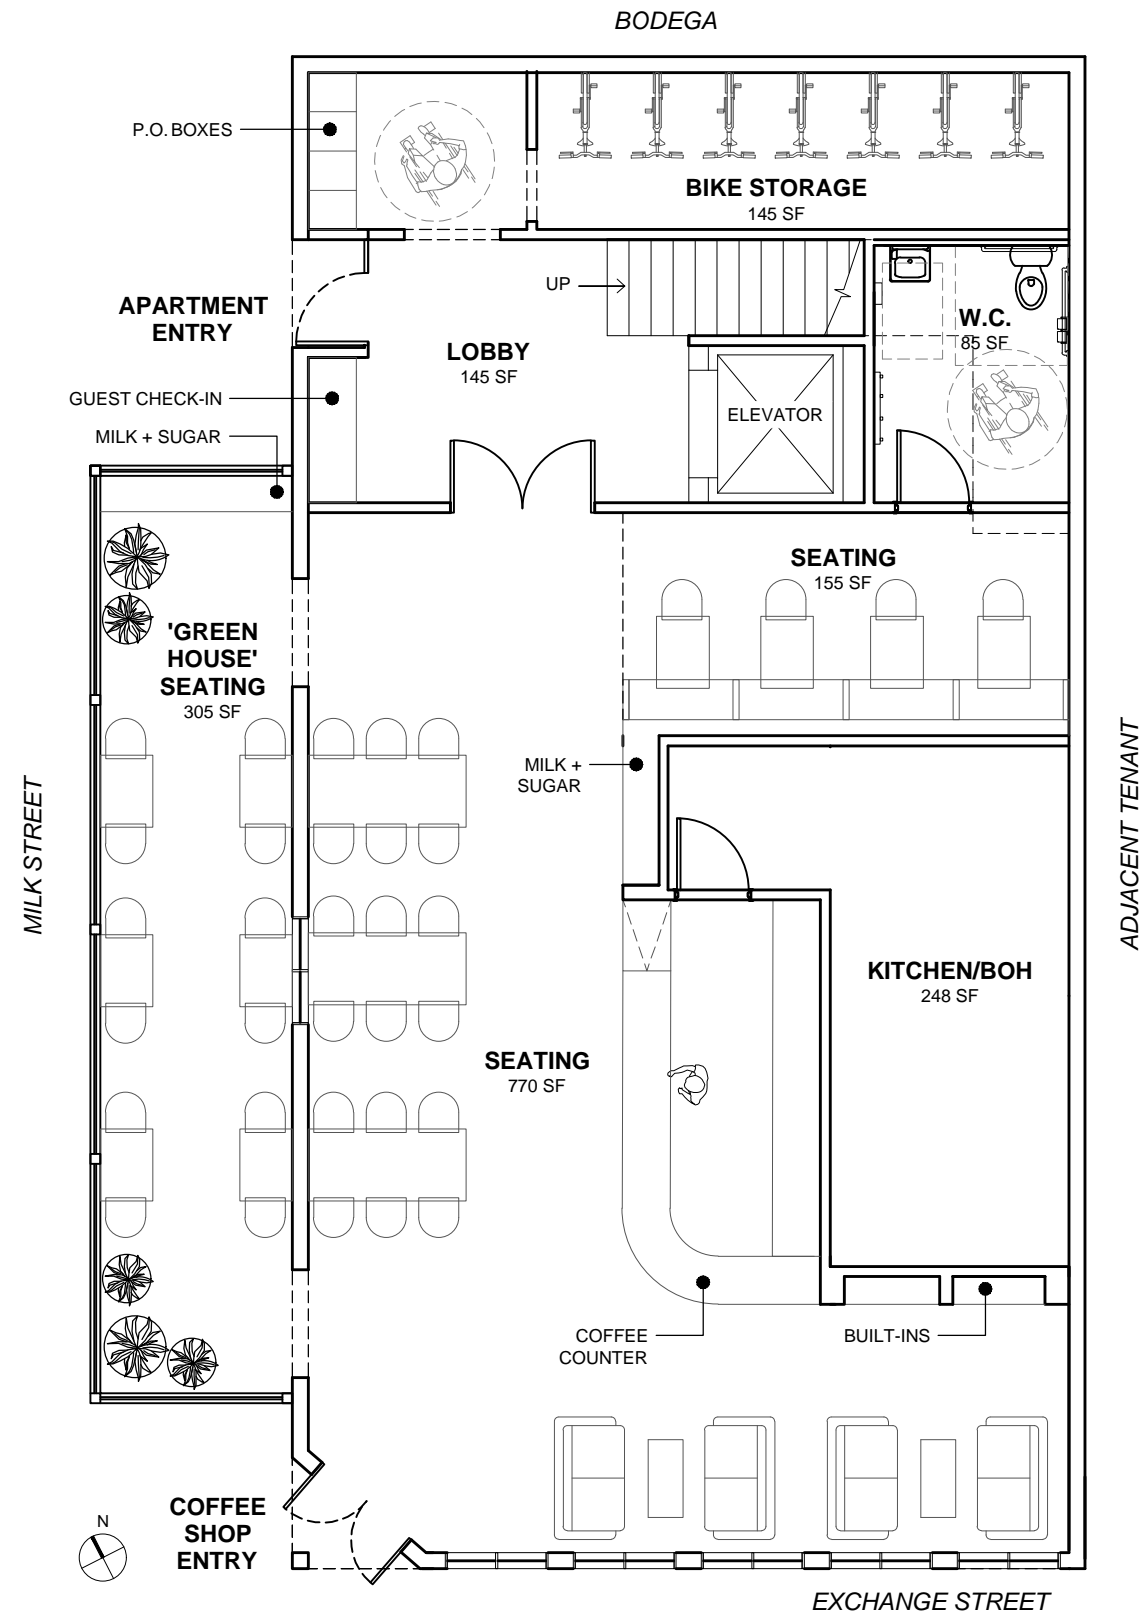 BODEGA
P.O. BOXES
BIKE STORAGE
145 SF
UP
APARTMENT
ENTRY
W.C.
85 SF
LOBBY
145 SF
GUEST CHECK-IN
ELEVATOR
MILK + SUGAR
SEATING
155 SF
'GREEN
HOUSE'
SEATING
305 SF
MILK +
SUGAR
MILK STREET
ADJACENT TENANT
KITCHEN/BOH
248 SF
SEATING
770 SF
COFFEE
COUNTER
BUILT-INS
COFFEE
SHOP
ENTRY
N
EXCHANGE STREET